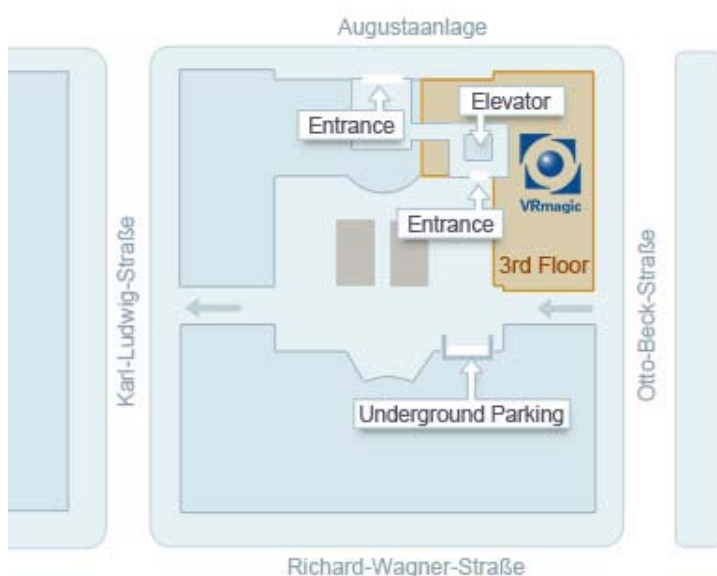 Augustaanlage
Elevator
Entrance
VRmagic
Entrance
3rd Floor
Karl-Ludwig-Straße
Otto-Beck-Straße
Underground Parking
Richard-Wagner-Straße